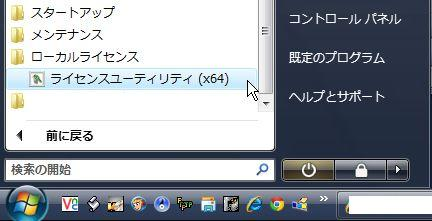 スタートアップ
メンテナンス
ローカルライセンス
ライセンスユーティリティ (x64)
前に戻る
検索の開始
コントロール パネル
既定のプログラム
ヘルプとサポート